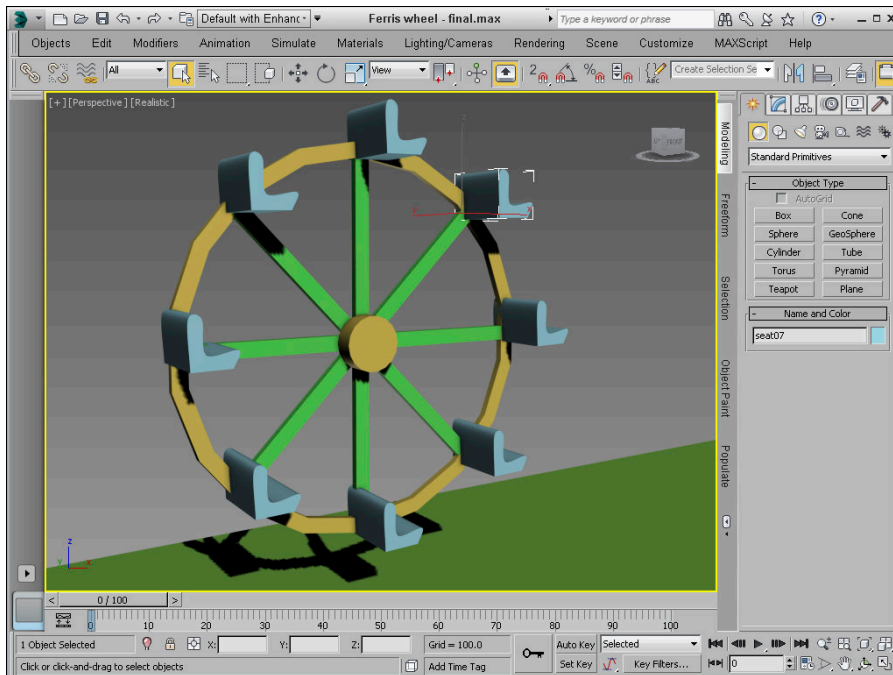 Default with Enhanc
Ferris wheel - final.max
Type a keyword or phrase
Objects Edit Modifiers Animation Simulate Materials Lighting/Cameras Rendering Scene Customize MAXScript Help
All
View
2
%
ABC
Create Selection Se
[+] [Perspective] [Realistic]
Modeling
Freeform
Selection
Object Paint
Populate
Standard Primitives
- Object Type
AutoGrid
Box Cone
Sphere GeoSphere
Cylinder Tube
Torus Pyramid
Teapot Plane
- Name and Color
seat07
z
x
z
y x
< 0 / 100 >
0 10 20 30 40 50 60 70 80 90 100
1 Object Selected X: Y: Z: Grid = 100.0 Auto Key Selected
Click or click-and-drag to select objects Add Time Tag Set Key Key Filters... 0